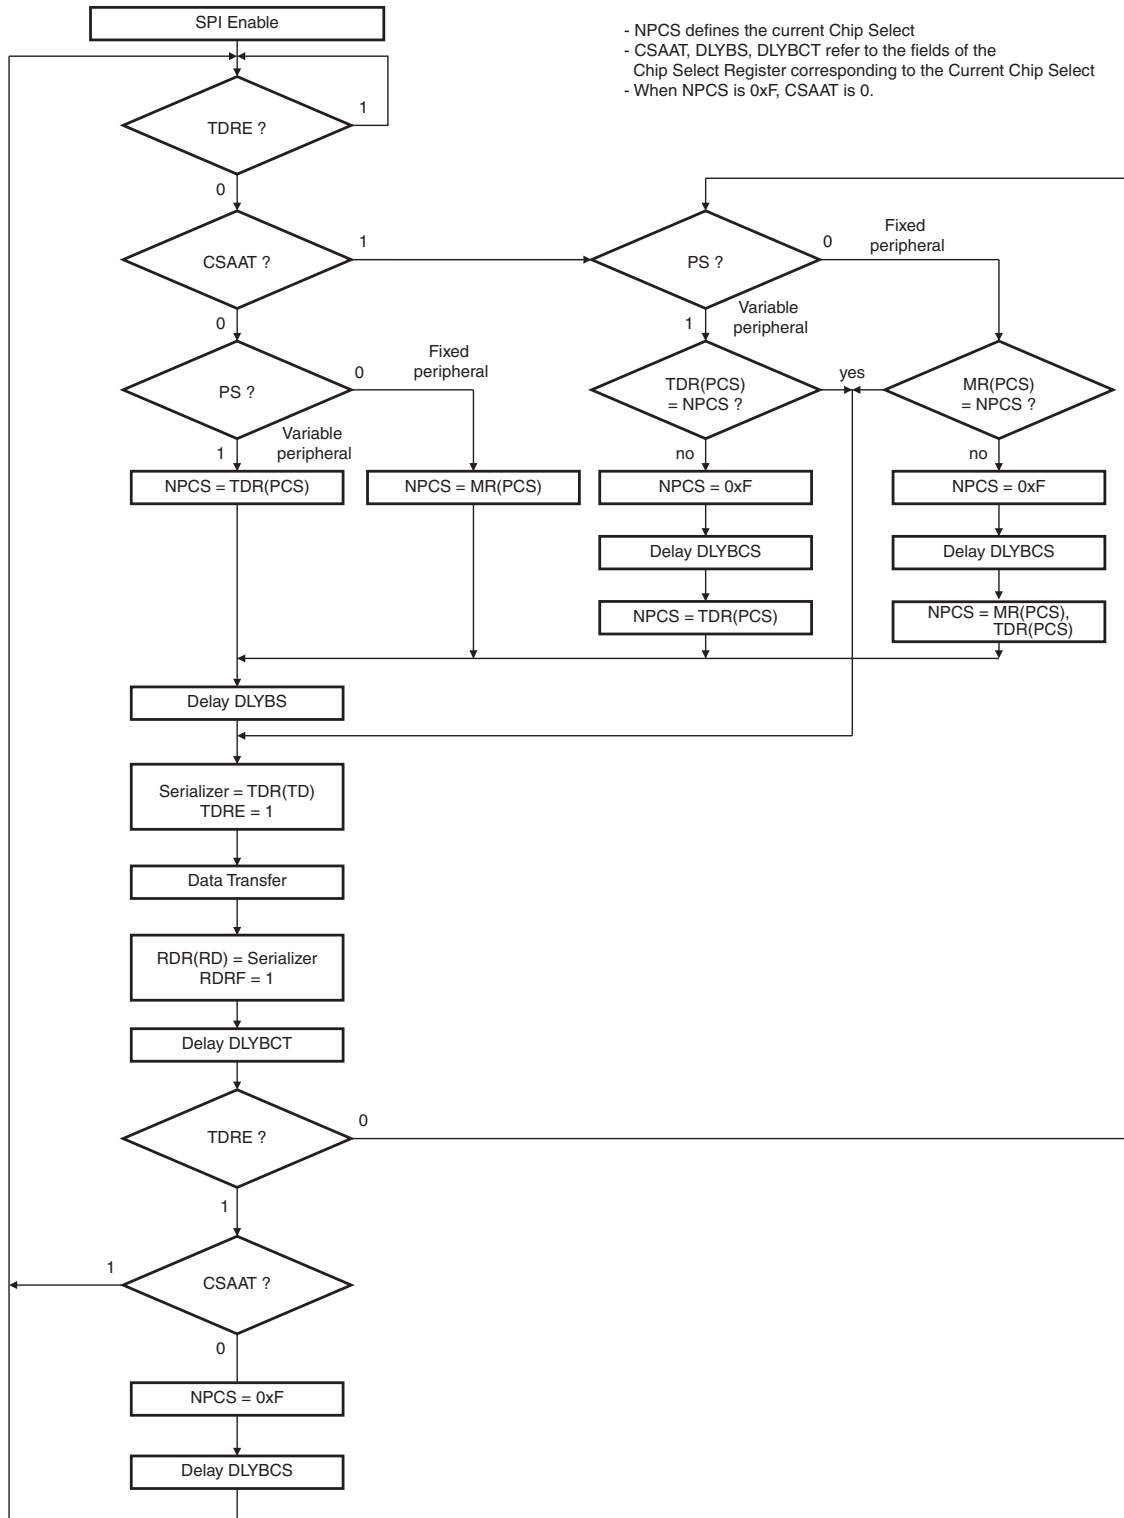 SPI Enable
- NPCS defines the current Chip Select
- CSAAT, DLYBS, DLYBCT refer to the fields of the
Chip Select Register corresponding to the Current Chip Select
- When NPCS is 0xF, CSAAT is 0.
1
TDRE ?
0
CSAAT ?
1
PS ?
0
Fixed
peripheral
0
1
Variable
peripheral
PS ?
0
Fixed
peripheral
TDR(PCS)
= NPCS ?
yes
MR(PCS)
= NPCS ?
1
Variable
peripheral
no
no
NPCS = TDR(PCS)
NPCS = MR(PCS)
NPCS = 0xF
NPCS = 0xF
Delay DLYBCS
Delay DLYBCS
NPCS = TDR(PCS)
NPCS = MR(PCS),
TDR(PCS)
Delay DLYBS
Serializer = TDR(TD)
TDRE = 1
Data Transfer
RDR(RD) = Serializer
RDRF = 1
Delay DLYBCT
TDRE ?
0
1
CSAAT ?
1
0
NPCS = 0xF
Delay DLYBCS